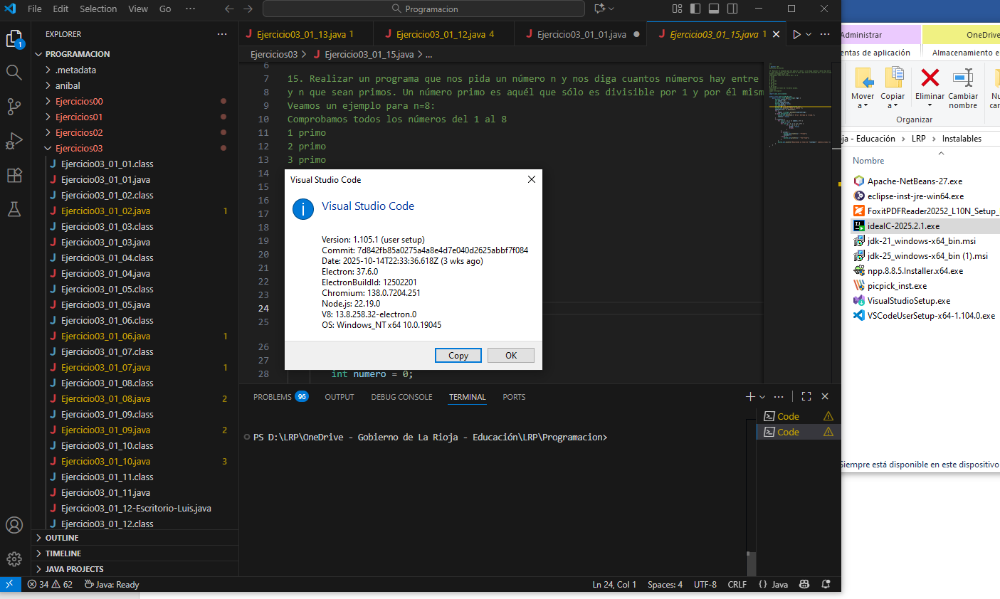 File Edit Selection View Go ··· Programacion
EXPLORER
PROGRAMACION
.metadata
anibal
Ejercicios00
Ejercicios01
Ejercicios02
Ejercicios03
Ejercicio03_01_01.class
Ejercicio03_01_01.java
Ejercicio03_01_02.class
Ejercicio03_01_02.java 1
Ejercicio03_01_03.class
Ejercicio03_01_03.java
Ejercicio03_01_04.class
Ejercicio03_01_04.java
Ejercicio03_01_05.class
Ejercicio03_01_05.java
Ejercicio03_01_06.class
Ejercicio03_01_06.java 1
Ejercicio03_01_07.class
Ejercicio03_01_07.java 1
Ejercicio03_01_08.class
Ejercicio03_01_08.java 2
Ejercicio03_01_09.class
Ejercicio03_01_09.java 2
Ejercicio03_01_10.class
Ejercicio03_01_10.java 3
Ejercicio03_01_11.class
Ejercicio03_01_11.java
Ejercicio03_01_12-Escritorio-Luis.java
Ejercicio03_01_12.class
OUTLINE
TIMELINE
JAVA PROJECTS
1
Ejercicio03_01_13.java 1 Ejercicio03_01_12.java 4 Ejercicio03_01_01.java Ejercicio03_01_15.java 1
Ejercicios03 > Ejercicio03_01_15.java > ...
6
7 15. Realizar un programa que nos pida un número n y nos diga cuantos números hay entre
8 y n que sean primos. Un número primo es aquél que sólo es divisible por 1 y por él mism
9 Veamos un ejemplo para n=8:
10 Comprobamos todos los números del 1 al 8
11 1 primo
12 2 primo
13 3 primo
14
15
16
17
18
19
20
21
22
23
24
25
26
27
28 int numero = 0;
Visual Studio Code
Visual Studio Code
Version: 1.105.1 (user setup)
Commit: 7d842fb85a0275a4a8e4d7e040d2625abbf7f084
Date: 2025-10-14T22:33:36.618Z (3 wks ago)
Electron: 37.6.0
ElectronBuildId: 12502201
Chromium: 138.0.7204.251
Node.js: 22.19.0
V8: 13.8.258.32-electron.0
OS: Windows_NT x64 10.0.19045
Copy OK
PROBLEMS 96 OUTPUT DEBUG CONSOLE TERMINAL PORTS
PS D:\LRP\OneDrive - Gobierno de La Rioja - Educación\LRP\Programacion>
Code
Code
34 62 Java: Ready Ln 24, Col 1 Spaces: 4 UTF-8 CRLF {} Java
Administrar OneDrive
entas de aplicación Almacenamiento e
Mover a Copiar a Eliminar Cambiar nombre
Organizar
ja - Educación > LRP > Instalables
Nombre
Apache-NetBeans-27.exe
eclipse-inst-jre-win64.exe
FoxitPDFReader20252_L10N_Setup_
ideaIC-2025.2.1.exe
jdk-21_windows-x64_bin.msi
jdk-25_windows-x64_bin (1).msi
npp.8.8.5.Installer.x64.exe
picpick_inst.exe
VisualStudioSetup.exe
VSCodeUserSetup-x64-1.104.0.exe
Siempre está disponible en este dispositivo